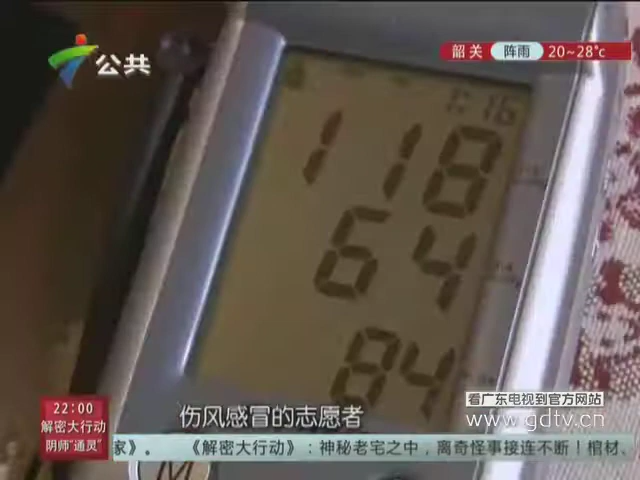 公共
韶关 阵雨 20~28℃
1:16
118
64
84
看广东电视到官方网站
www.gdtv.cn
伤风感冒的志愿者
22:00
解密大行动
阴师“通灵”
家》。 《解密大行动》:神秘老宅之中,离奇怪事接连不断!棺材、
M